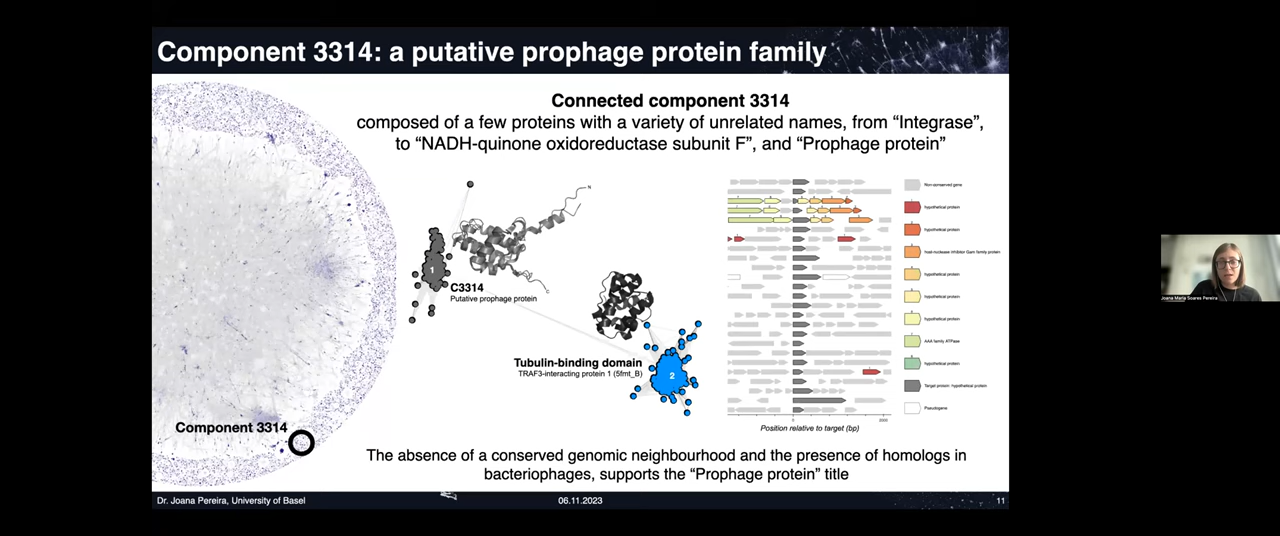 Component 3314: a putative prophage protein family
Connected component 3314
composed of a few proteins with a variety of unrelated names, from “Integrase”,
to “NADH-quinone oxidoreductase subunit F”, and “Prophage protein”
N
1
C
C3314
Putative prophage protein
Tubulin-binding domain
TRAF3-interacting protein 1 (5fmt_B)
2
Non-conserved gene
hypothetical protein
hypothetical protein
host-nuclease inhibitor Gam family protein
hypothetical protein
hypothetical protein
hypothetical protein
AAA family ATPase
hypothetical protein
Target protein: hypothetical protein
Pseudogene
0
Position relative to target (bp)
Component 3314
The absence of a conserved genomic neighbourhood and the presence of homologs in
bacteriophages, supports the “Prophage protein” title
Dr. Joana Pereira, University of Basel
06.11.2023
11
Joana Maria Soares Pereira